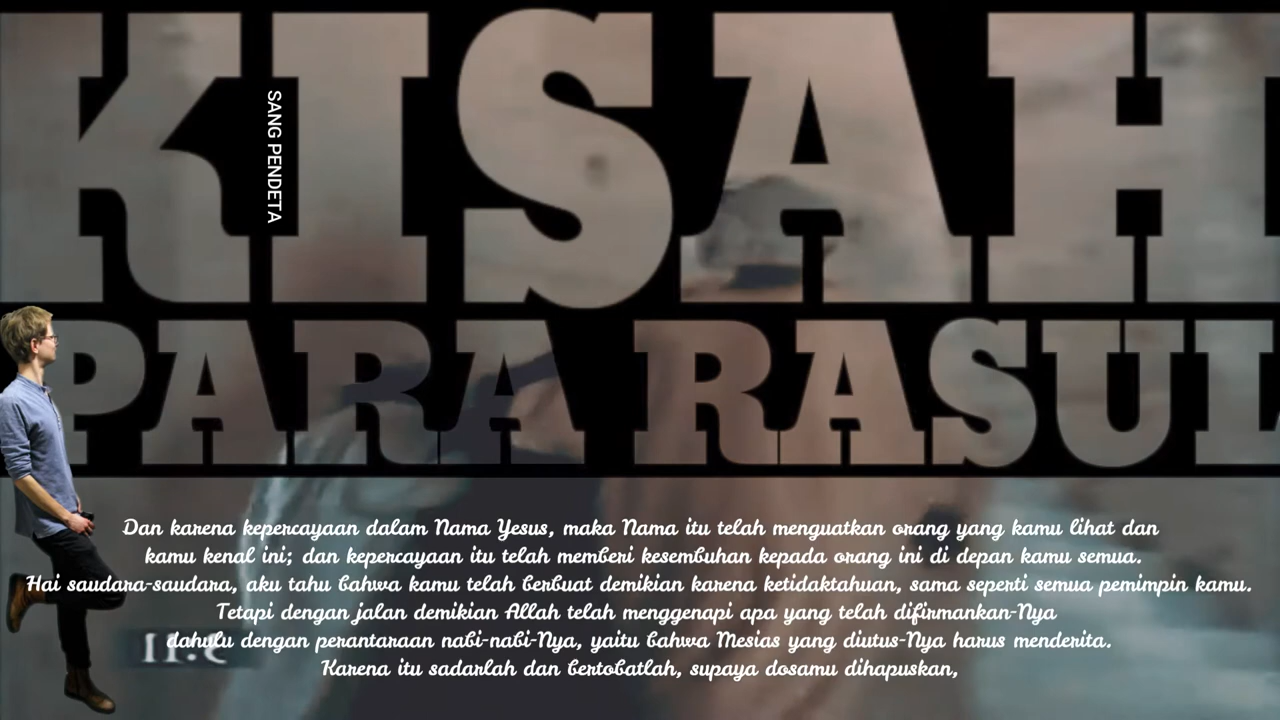 KISAH
SANG PENDETA
PARA RASUL
Dan karena kepercayaan dalam Nama Yesus, maka Nama itu telah menguatkan orang yang kamu lihat dan
kamu kenal ini; dan kepercayaan itu telah memberi kesembuhan kepada orang ini di depan kamu semua.
Hai saudara-saudara, aku tahu bahwa kamu telah berbuat demikian karena ketidaktahuan, sama seperti semua pemimpin kamu.
Tetapi dengan jalan demikian Allah telah menggenapi apa yang telah difirmankan-Nya
dahulu dengan perantaraan nabi-nabi-Nya, yaitu bahwa Mesias yang diutus-Nya harus menderita.
Karena itu sadarlah dan bertobatlah, supaya dosamu dihapuskan,